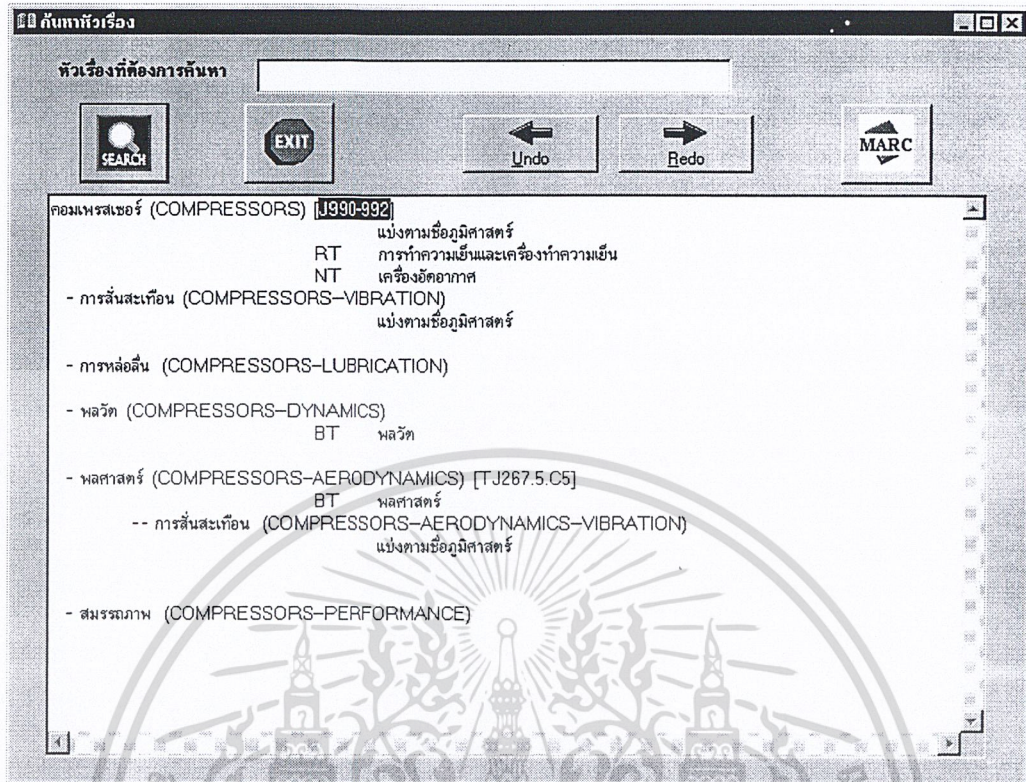 ค้นหาหัวเรื่อง
หัวเรื่องที่ต้องการค้นหา
SEARCH
EXIT
Undo
Redo
MARC
คอมเพรสเซอร์ (COMPRESSORS) [J990-992]
แบ่งตามชื่อภูมิศาสตร์
RT การทำความเย็นและเครื่องทำความเย็น
NT เครื่องอัดอากาศ
- การสั่นสะเทือน (COMPRESSORS–VIBRATION)
แบ่งตามชื่อภูมิศาสตร์
- การหล่อลื่น (COMPRESSORS–LUBRICATION)
- พลวัต (COMPRESSORS–DYNAMICS)
BT พลวัต
- พลศาสตร์ (COMPRESSORS–AERODYNAMICS) [TJ267.5.C5]
BT พลศาสตร์
-- การสั่นสะเทือน (COMPRESSORS–AERODYNAMICS–VIBRATION)
แบ่งตามชื่อภูมิศาสตร์
- สมรรถภาพ (COMPRESSORS–PERFORMANCE)